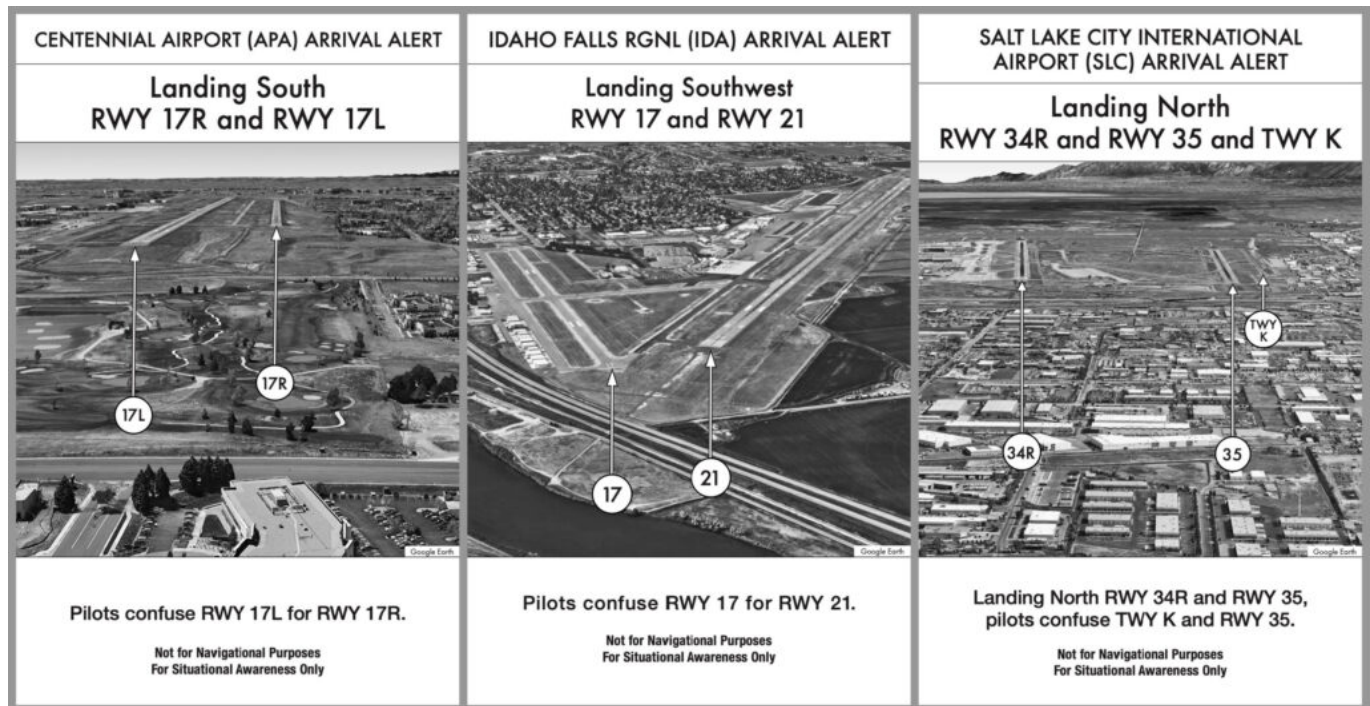 CENTENNIAL AIRPORT (APA) ARRIVAL ALERT
Landing South
RWY 17R and RWY 17L
17L
17R
Google Earth
Pilots confuse RWY 17L for RWY 17R.
Not for Navigational Purposes
For Situational Awareness Only
IDAHO FALLS RGNL (IDA) ARRIVAL ALERT
Landing Southwest
RWY 17 and RWY 21
17
21
Google Earth
Pilots confuse RWY 17 for RWY 21.
Not for Navigational Purposes
For Situational Awareness Only
SALT LAKE CITY INTERNATIONAL
AIRPORT (SLC) ARRIVAL ALERT
Landing North
RWY 34R and RWY 35 and TWY K
TWY
K
34R
35
Google Earth
Landing North RWY 34R and RWY 35,
pilots confuse TWY K and RWY 35.
Not for Navigational Purposes
For Situational Awareness Only